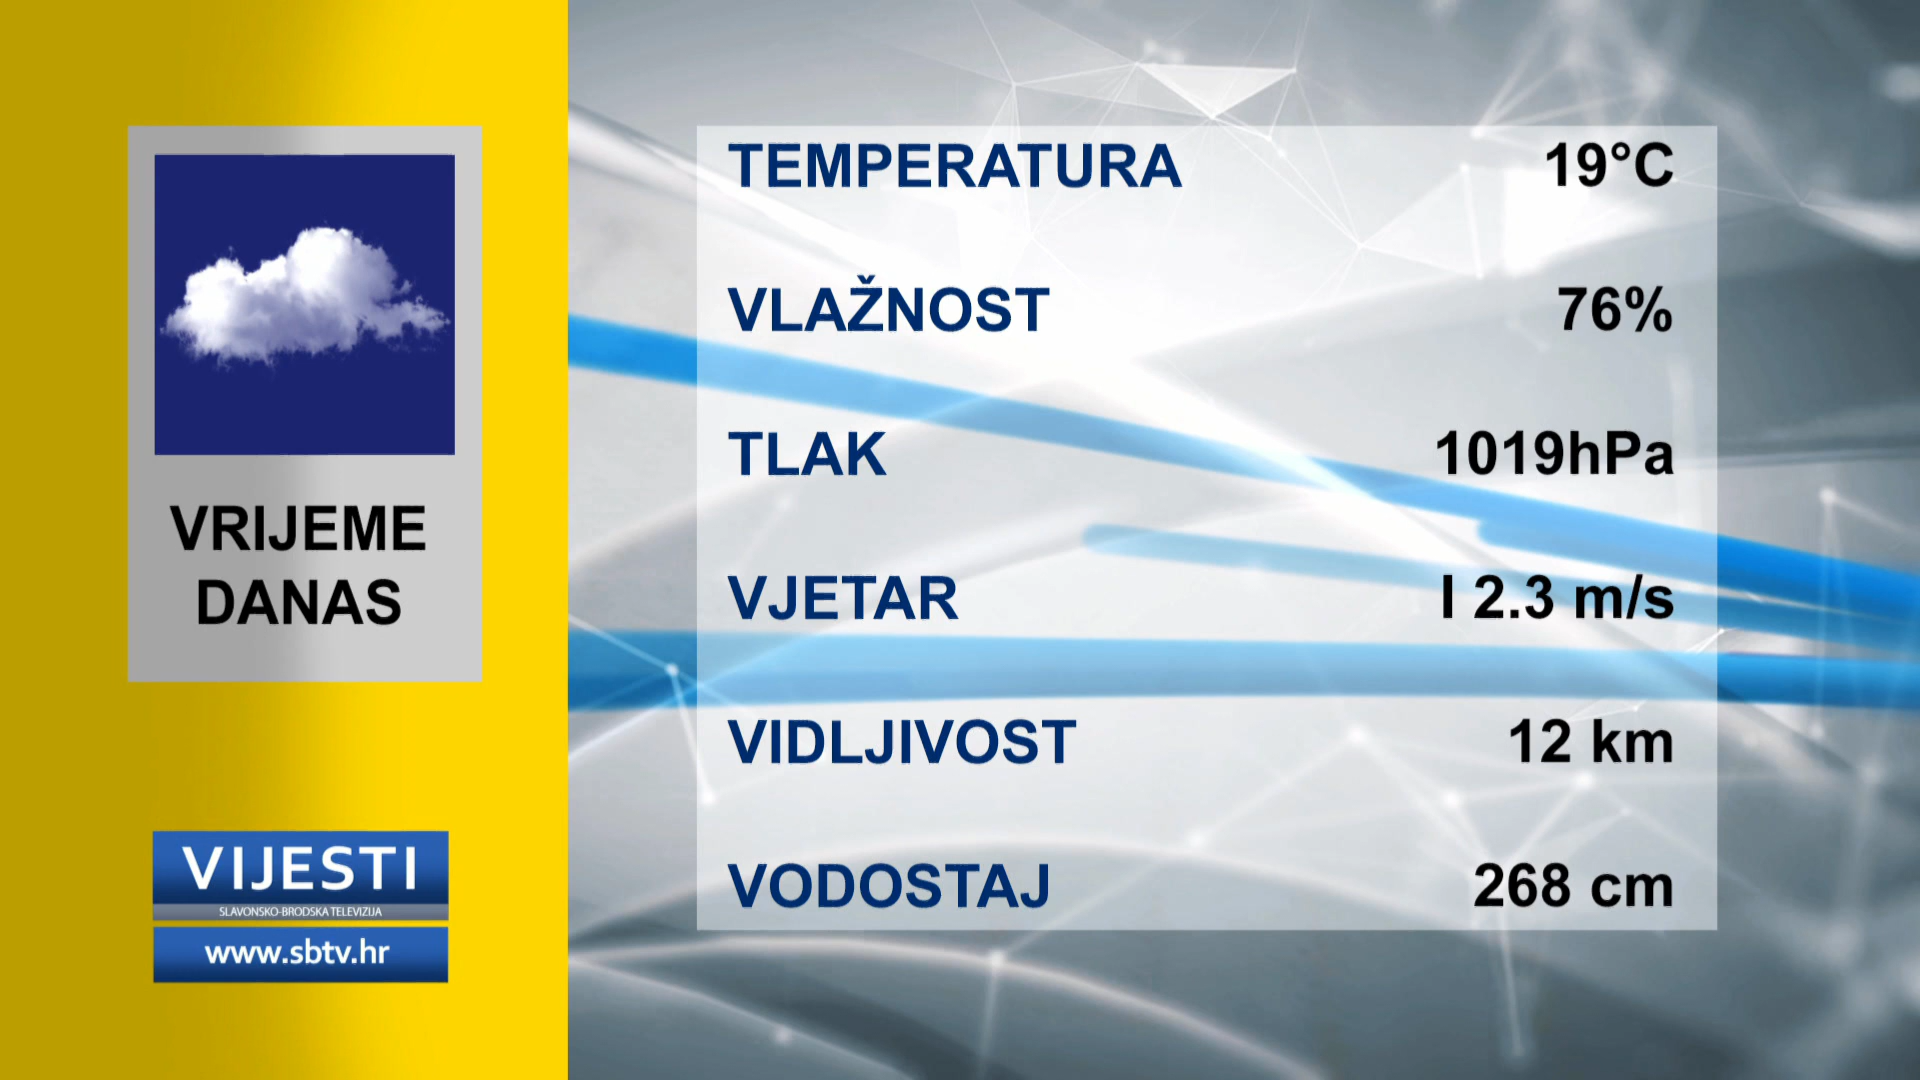 VRIJEME
DANAS
VIJESTI
SLAVONSKO-BRODSKA TELEVIZIJA
www.sbtv.hr
TEMPERATURA 19°C
VLAŽNOST 76%
TLAK 1019hPa
VJETAR I 2.3 m/s
VIDLJIVOST 12 km
VODOSTAJ 268 cm